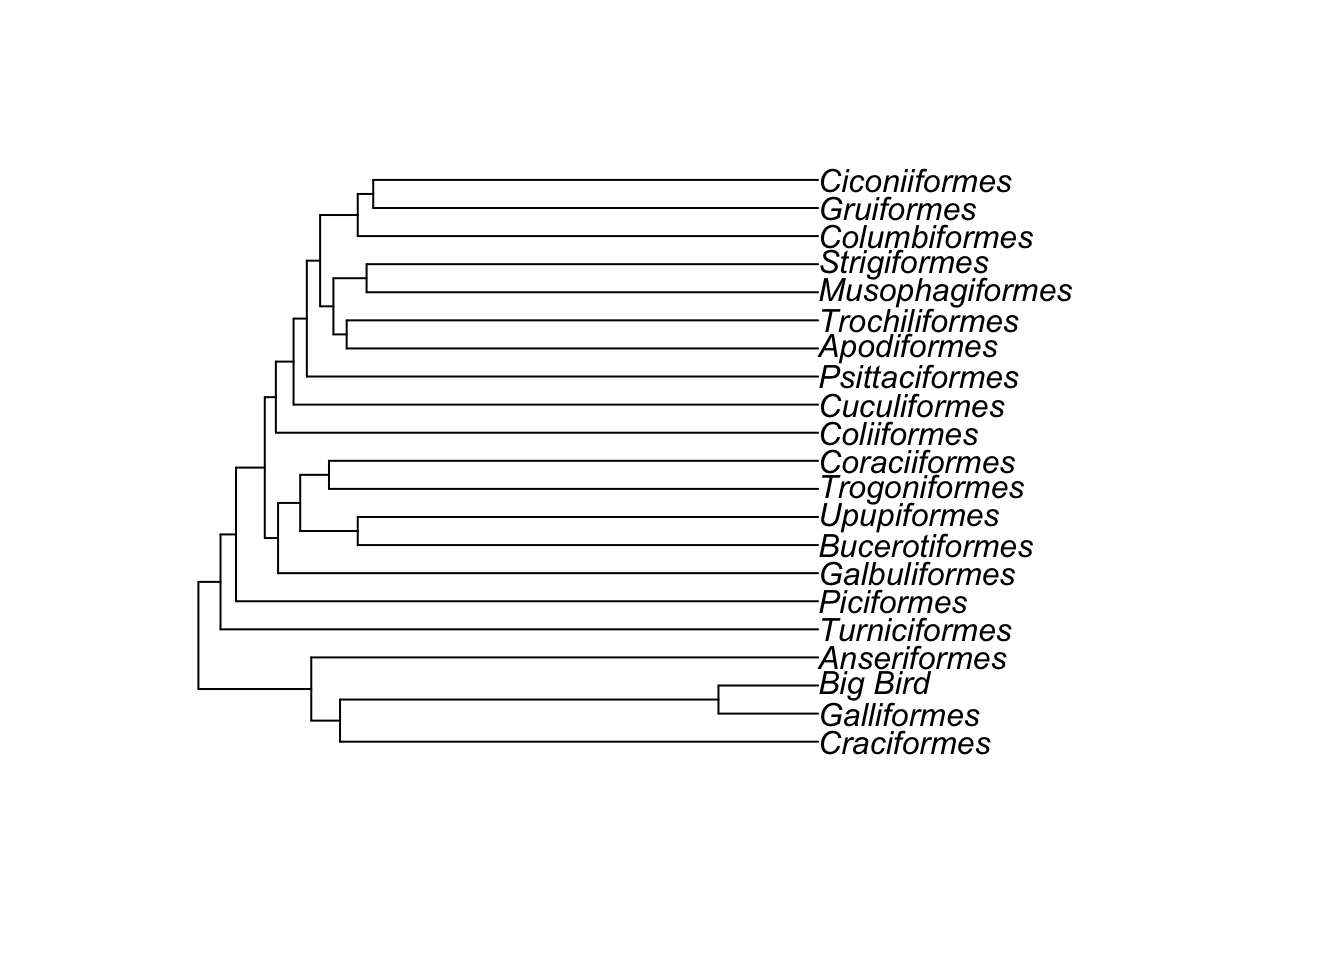 Ciconiiformes
Gruiformes
Columbiformes
Strigiformes
Musophagiformes
Trochiliformes
Apodiformes
Psittaciformes
Cuculiformes
Coliiformes
Coraciiformes
Trogoniformes
Upupiformes
Bucerotiformes
Galbuliformes
Piciformes
Turniciformes
Anseriformes
Big Bird
Galliformes
Craciformes